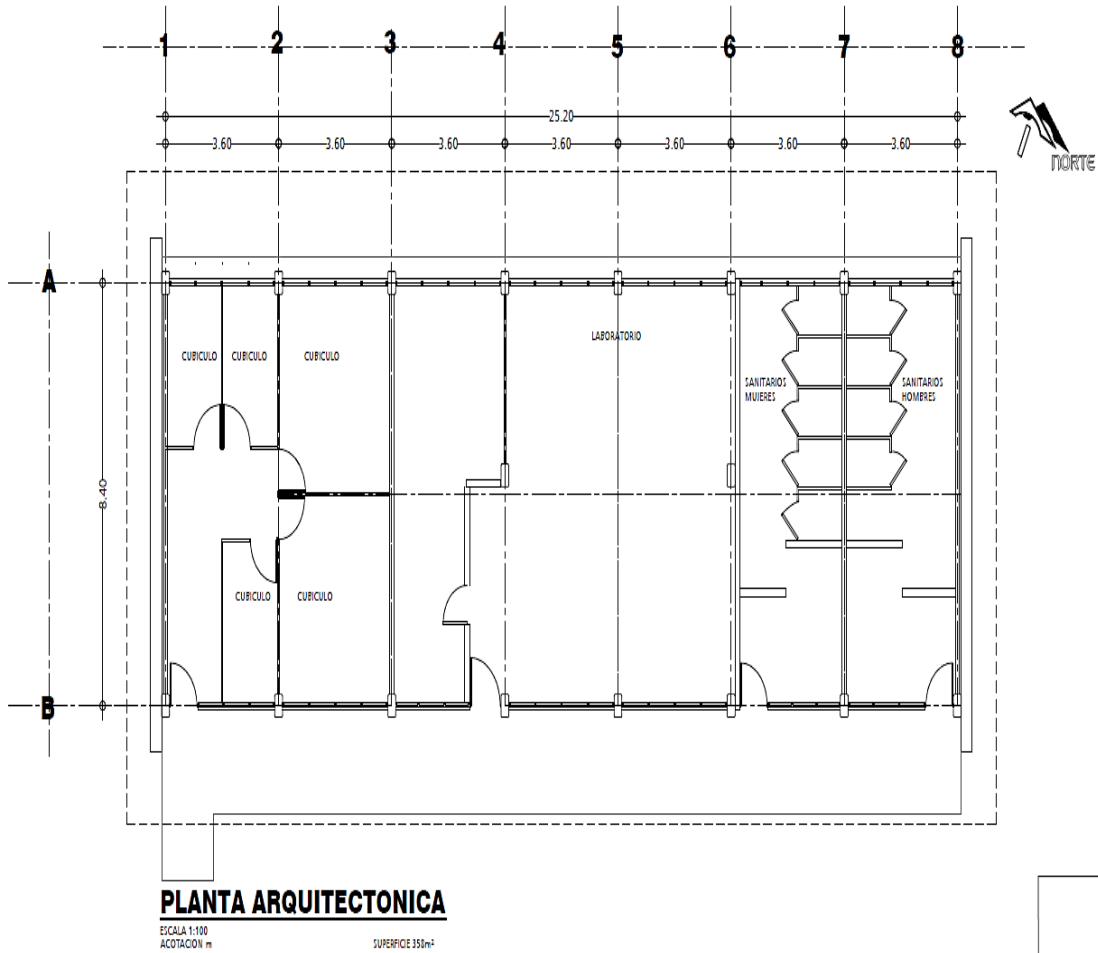 1 2 3 4 5 6 7 8
25.20
3.60 3.60 3.60 3.60 3.60 3.60 3.60
NORTE
A
LABORATORIO
CUBICULO CUBICULO CUBICULO
SANITARIOS
MUJERES
SANITARIOS
HOMBRES
8.40
CUBICULO CUBICULO
B
PLANTA ARQUITECTONICA
ESCALA 1:100
ACOTACION m
SUPERFICIE 358m²